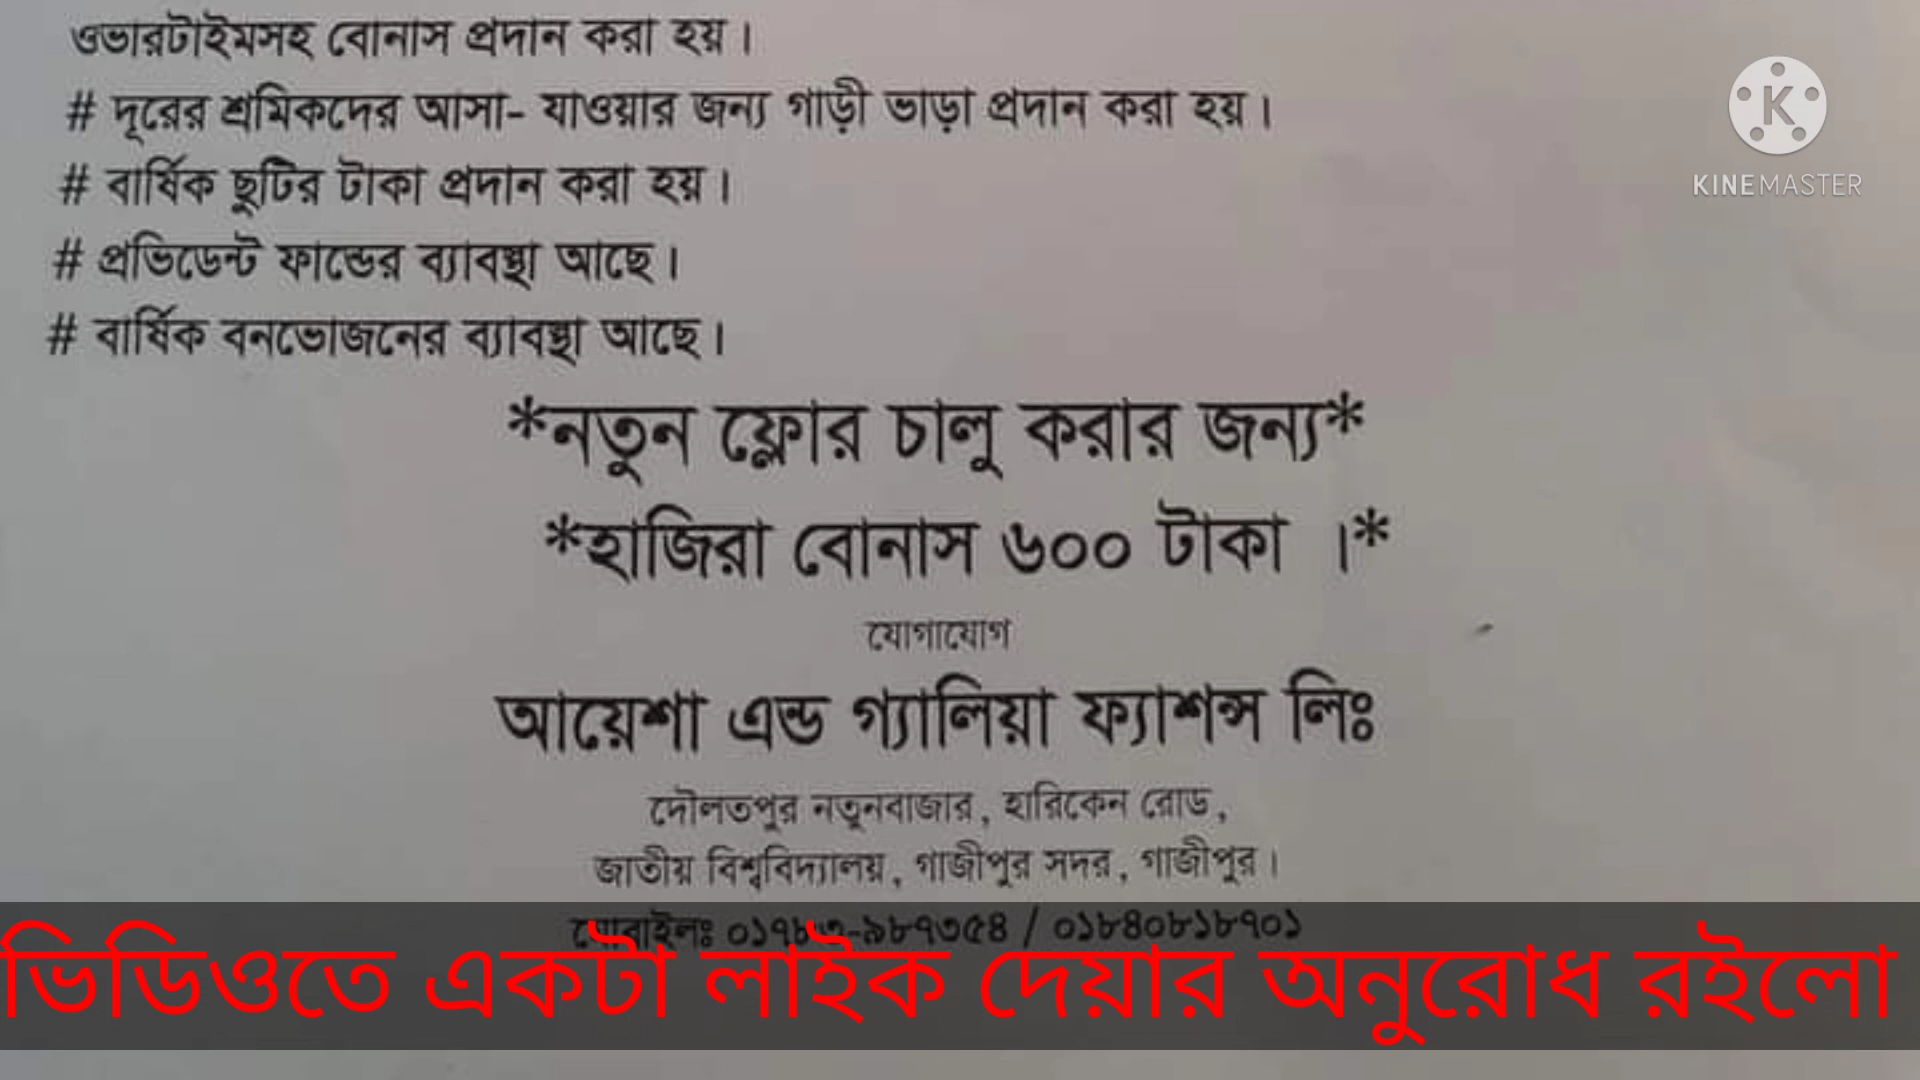 ওভারটাইমসহ বোনাস প্রদান করা হয়।
# দূরের শ্রমিকদের আসা- যাওয়ার জন্য গাড়ী ভাড়া প্রদান করা হয়।
# বার্ষিক ছুটির টাকা প্রদান করা হয়।
# প্রভিডেন্ট ফান্ডের ব্যাবস্থা আছে।
# বার্ষিক বনভোজনের ব্যাবস্থা আছে।
*নতুন ফ্লোর চালু করার জন্য*
*হাজিরা বোনাস ৬০০ টাকা ।*
যোগাযোগ
আয়েশা এন্ড গ্যালিয়া ফ্যাশন্স লিঃ
দৌলতপুর নতুনবাজার, হারিকেন রোড,
জাতীয় বিশ্ববিদ্যালয়, গাজীপুর সদর, গাজীপুর।
মোবাইলঃ / ০১৮৪০৮১৮৭০১
ভিডিওতে একটা লাইক দেয়ার অনুরোধ রইলো
KINEMASTER